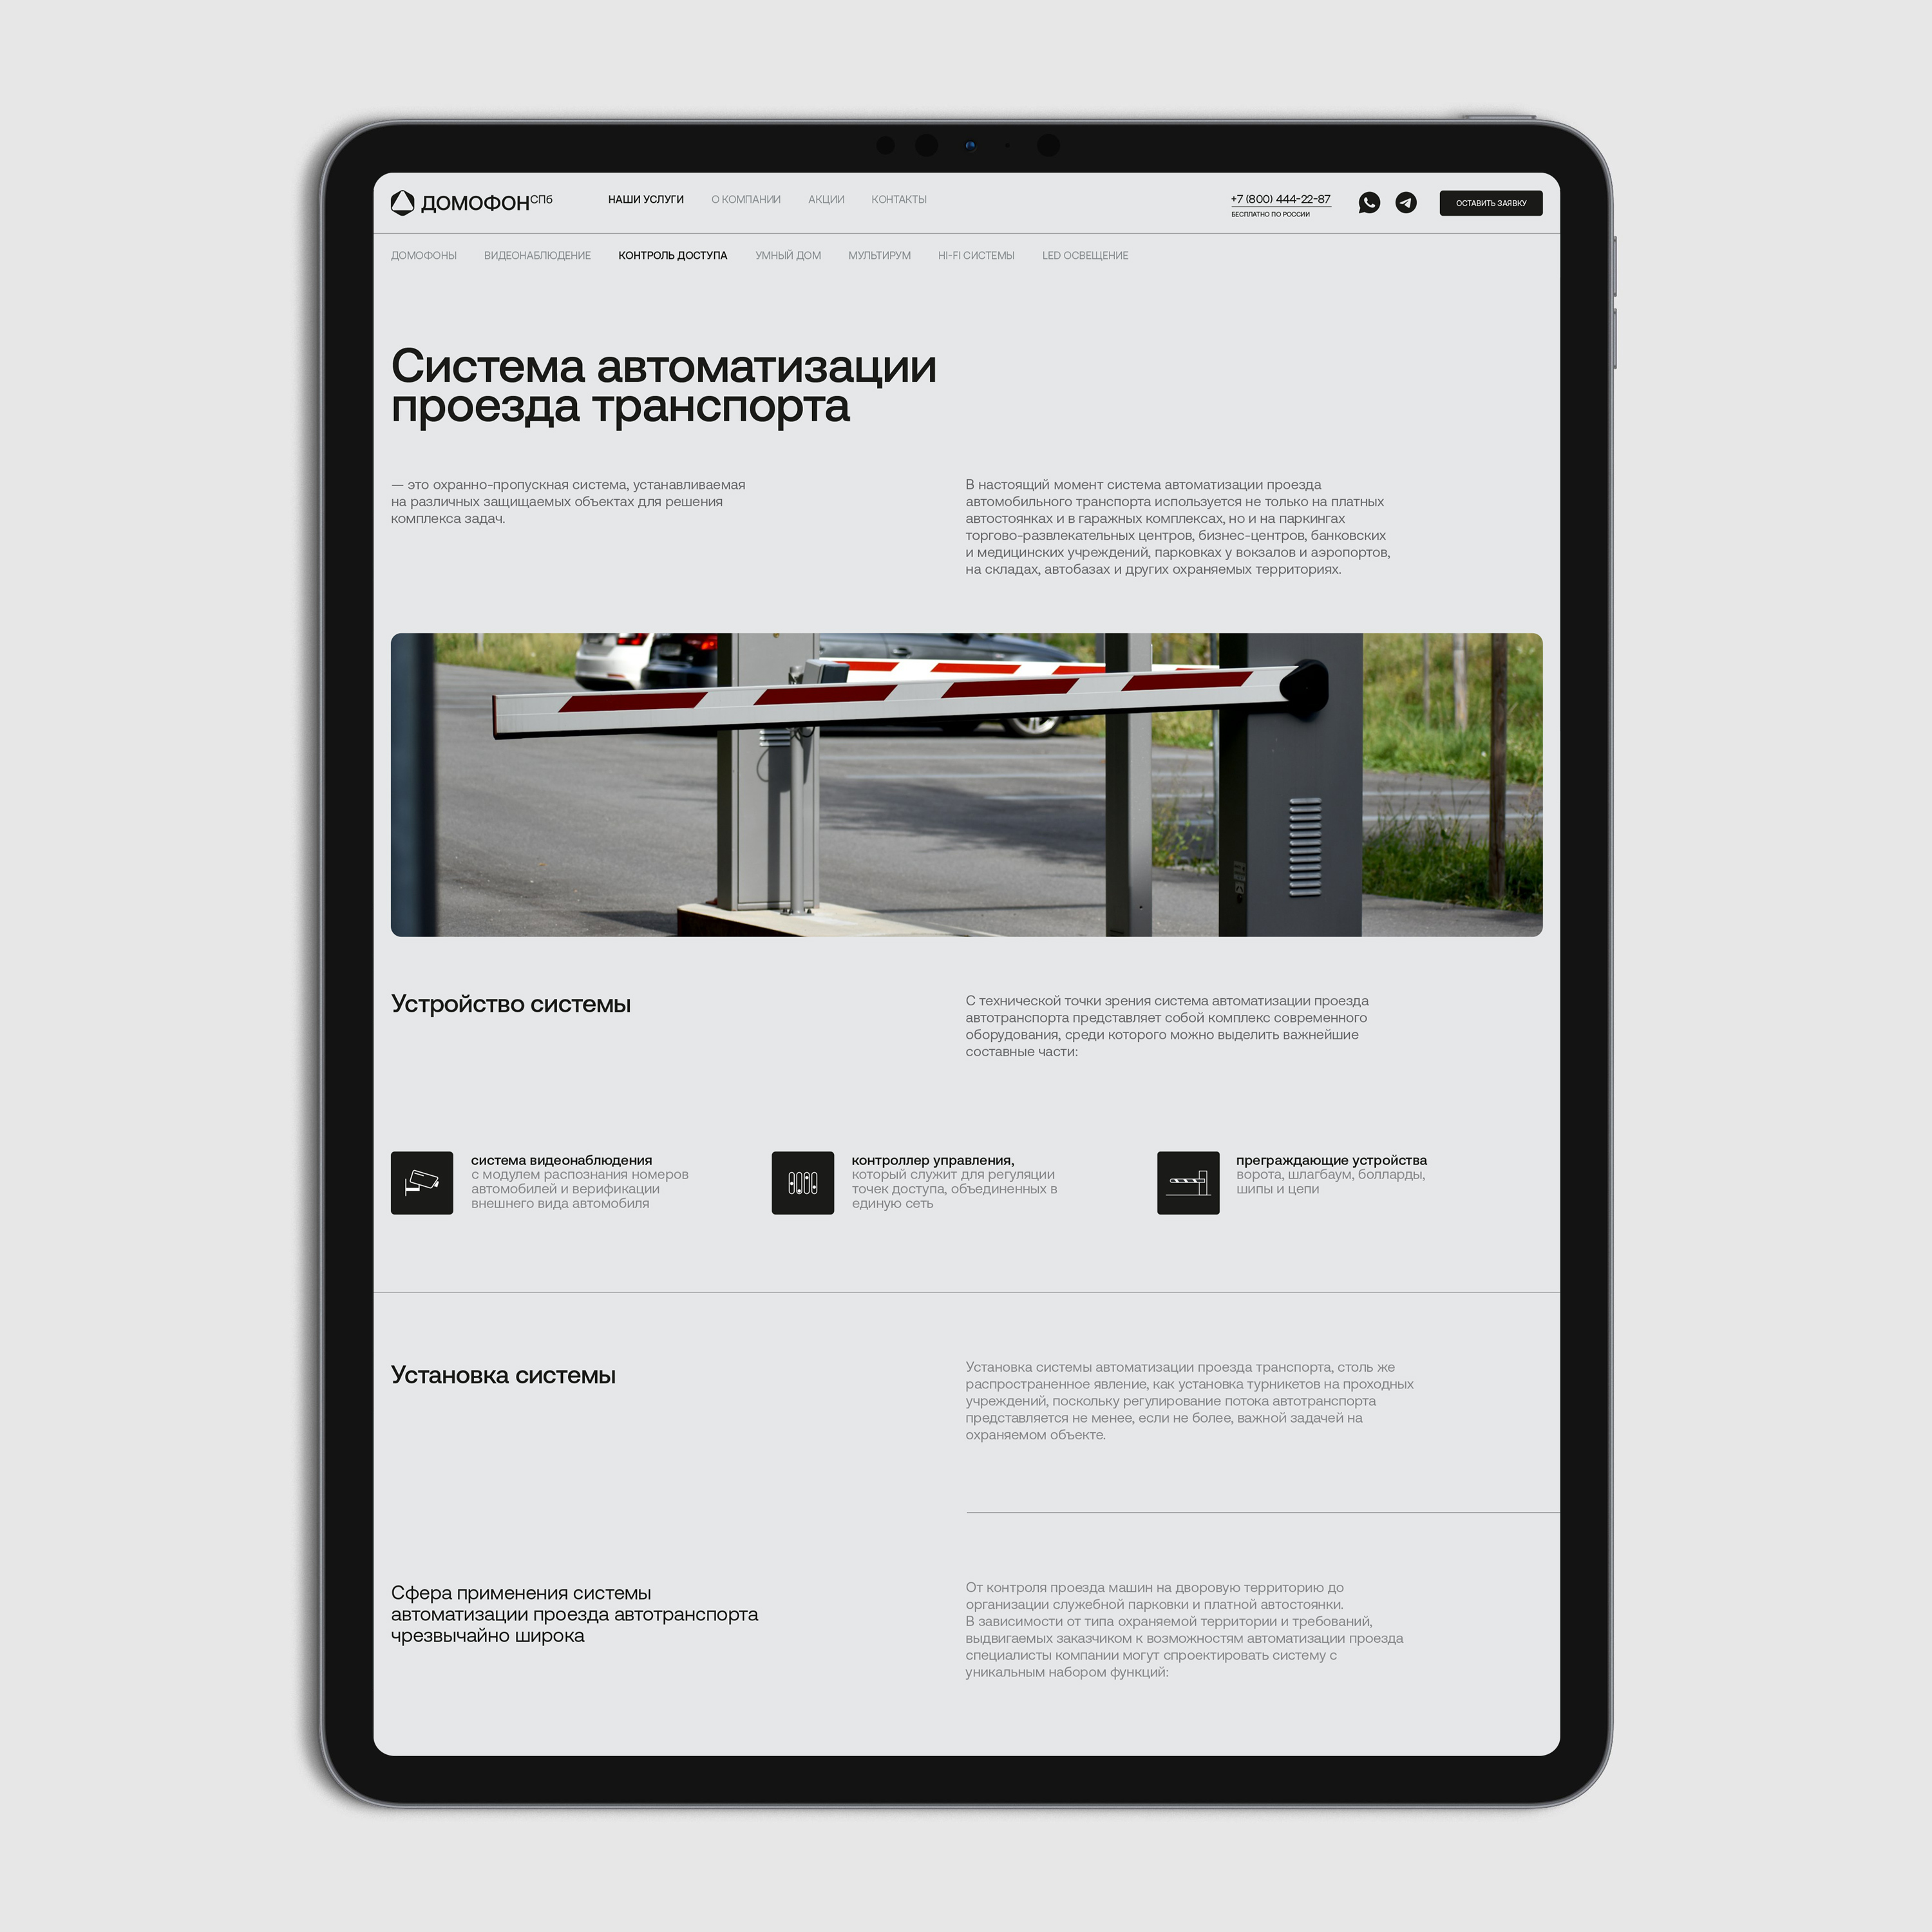 ДОМОФОНСПб
НАШИ УСЛУГИ
О КОМПАНИИ
АКЦИИ
КОНТАКТЫ
+7 (800) 444-22-87
БЕСПЛАТНО ПО РОССИИ
ОСТАВИТЬ ЗАЯВКУ
ДОМОФОНЫ
ВИДЕОНАБЛЮДЕНИЕ
КОНТРОЛЬ ДОСТУПА
УМНЫЙ ДОМ
МУЛЬТИРУМ
HI-FI СИСТЕМЫ
LED ОСВЕЩЕНИЕ
Система автоматизации
проезда транспорта
— это охранно-пропускная система, устанавливаемая
на различных защищаемых объектах для решения
комплекса задач.
В настоящий момент система автоматизации проезда
автомобильного транспорта используется не только на платных
автостоянках и в гаражных комплексах, но и на паркингах
торгово-развлекательных центров, бизнес-центров, банковских
и медицинских учреждений, парковках у вокзалов и аэропортов,
на складах, автобазах и других охраняемых территориях.
Устройство системы
С технической точки зрения система автоматизации проезда
автотранспорта представляет собой комплекс современного
оборудования, среди которого можно выделить важнейшие
составные части:
система видеонаблюдения
с модулем распознания номеров
автомобилей и верификации
внешнего вида автомобиля
контроллер управления,
который служит для регуляции
точек доступа, объединенных в
единую сеть
преграждающие устройства
ворота, шлагбаум, болларды,
шипы и цепи
Установка системы
Установка системы автоматизации проезда транспорта, столь же
распространенное явление, как установка турникетов на проходных
учреждений, поскольку регулирование потока автотранспорта
представляется не менее, если не более, важной задачей на
охраняемом объекте.
Сфера применения системы
автоматизации проезда автотранспорта
чрезвычайно широка
От контроля проезда машин на дворовую территорию до
организации служебной парковки и платной автостоянки.
В зависимости от типа охраняемой территории и требований,
выдвигаемых заказчиком к возможностям автоматизации проезда
специалисты компании могут спроектировать систему с
уникальным набором функций: